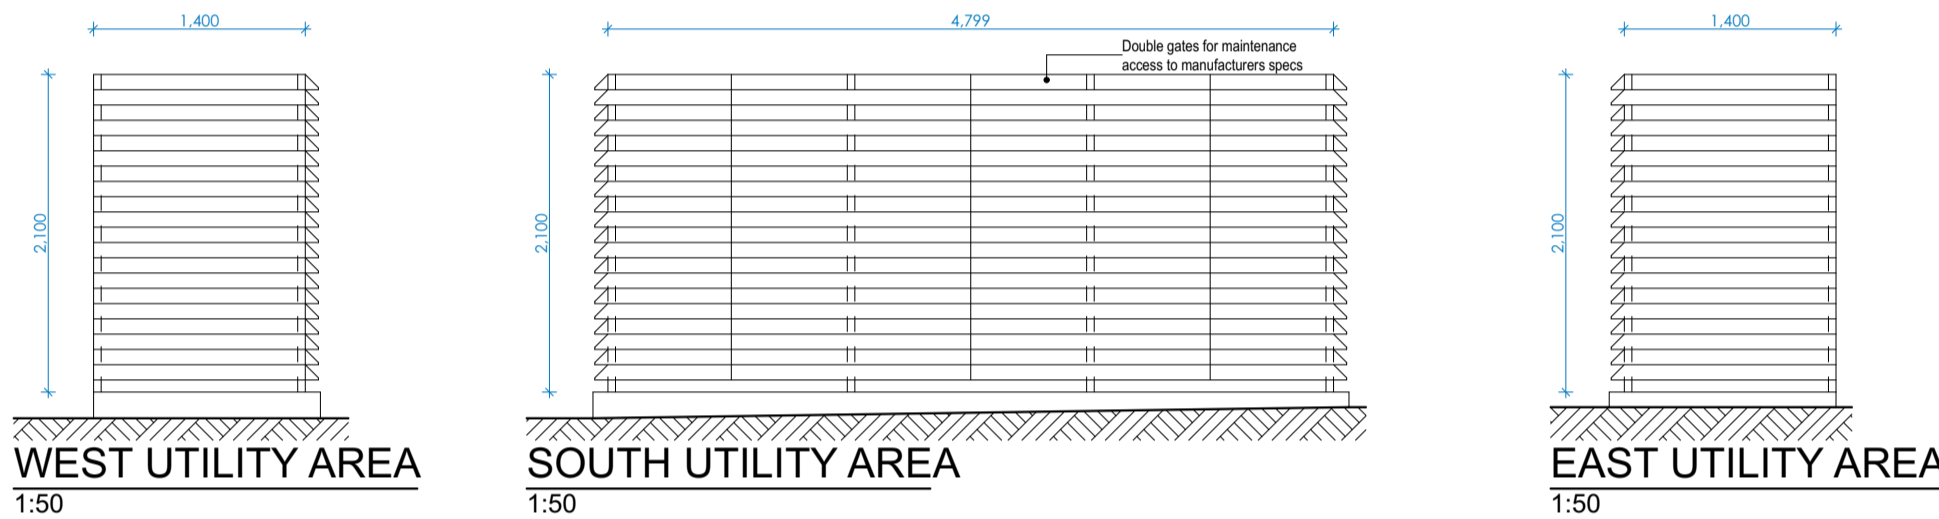 1,400
4,799
1,400
Double gates for maintenance
access to manufacturers specs
2,100
2,100
2,100
WEST UTILITY AREA
1:50
SOUTH UTILITY AREA
1:50
EAST UTILITY AREA
1:50